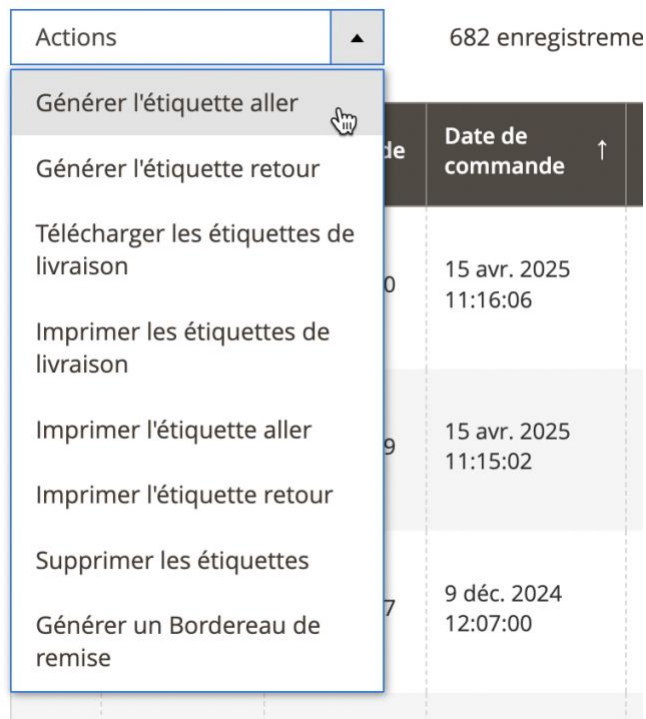 Actions
682 enregistreme
Générer l'étiquette aller
Générer l'étiquette retour
Télécharger les étiquettes de
livraison
Imprimer les étiquettes de
livraison
Imprimer l'étiquette aller
Imprimer l'étiquette retour
Supprimer les étiquettes
Générer un Bordereau de
remise
de
Date de
commande ↑
0
15 avr. 2025
11:16:06
9
15 avr. 2025
11:15:02
7
9 déc. 2024
12:07:00